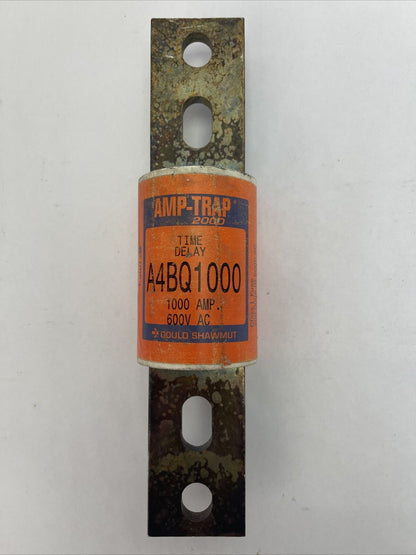 AMP-TRAP
2000
TIME
DELAY
A4BQ1000
1000 AMP.
600V AC
GOULD SHAWMUT